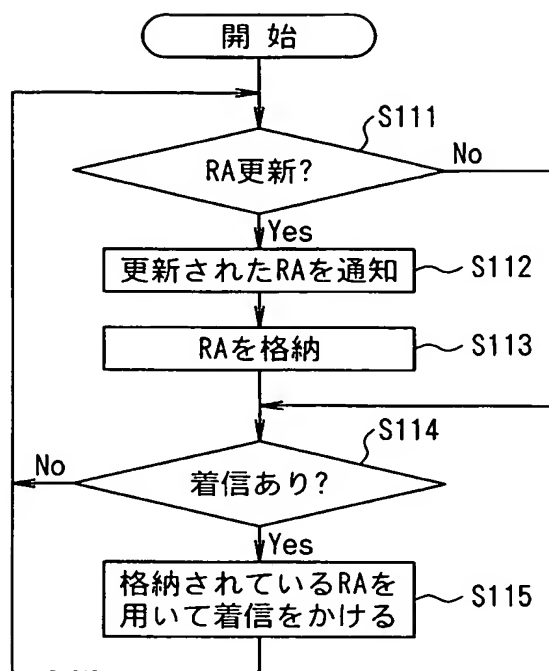 開始
S111
RA更新?
No
Yes
更新されたRAを通知
S112
RAを格納
S113
S114
No
着信あり?
Yes
格納されているRAを
用いて着信をかける
S115